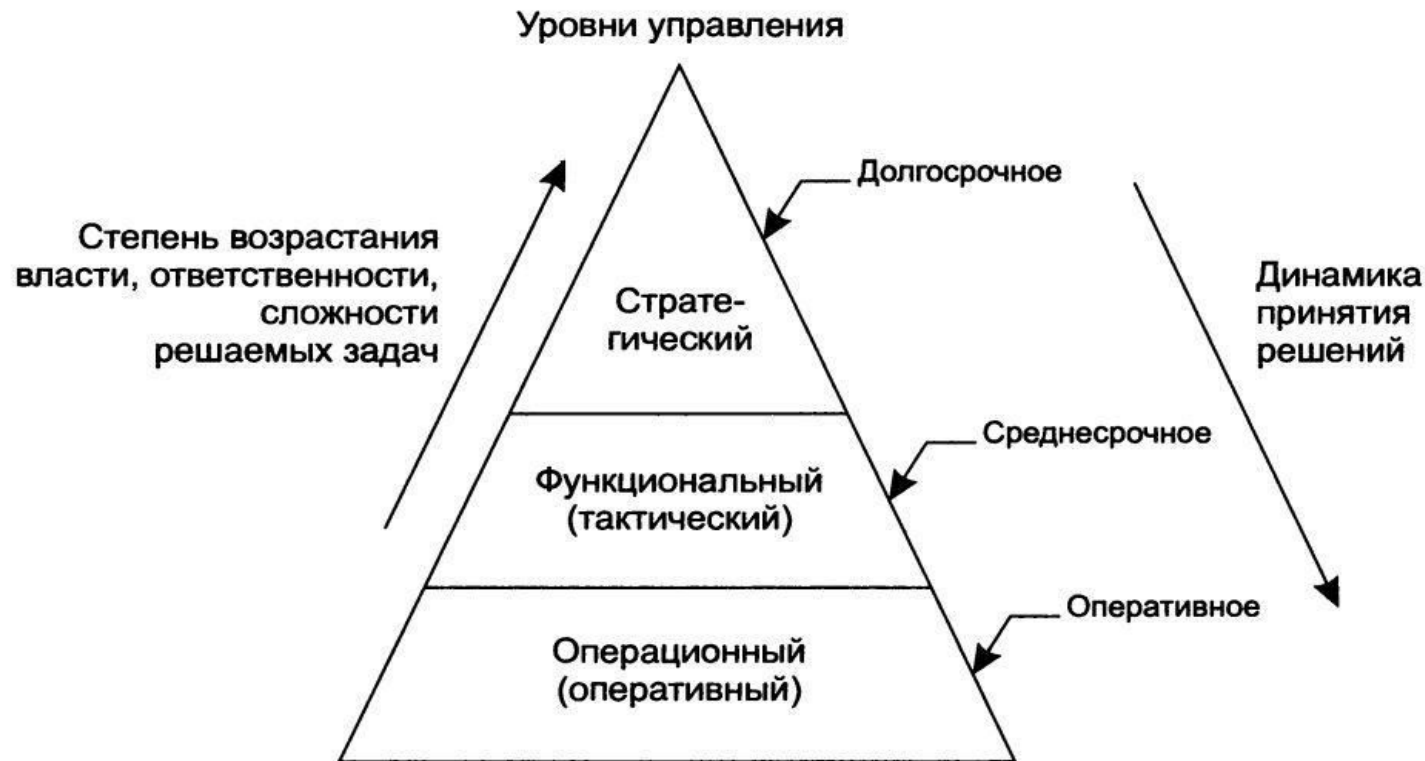 Уровни управления
Долгосрочное
Степень возрастания
власти, ответственности,
сложности
решаемых задач
Динамика
принятия
решений
Страте-
гический
Среднесрочное
Функциональный
(тактический)
Оперативное
Операционный
(оперативный)